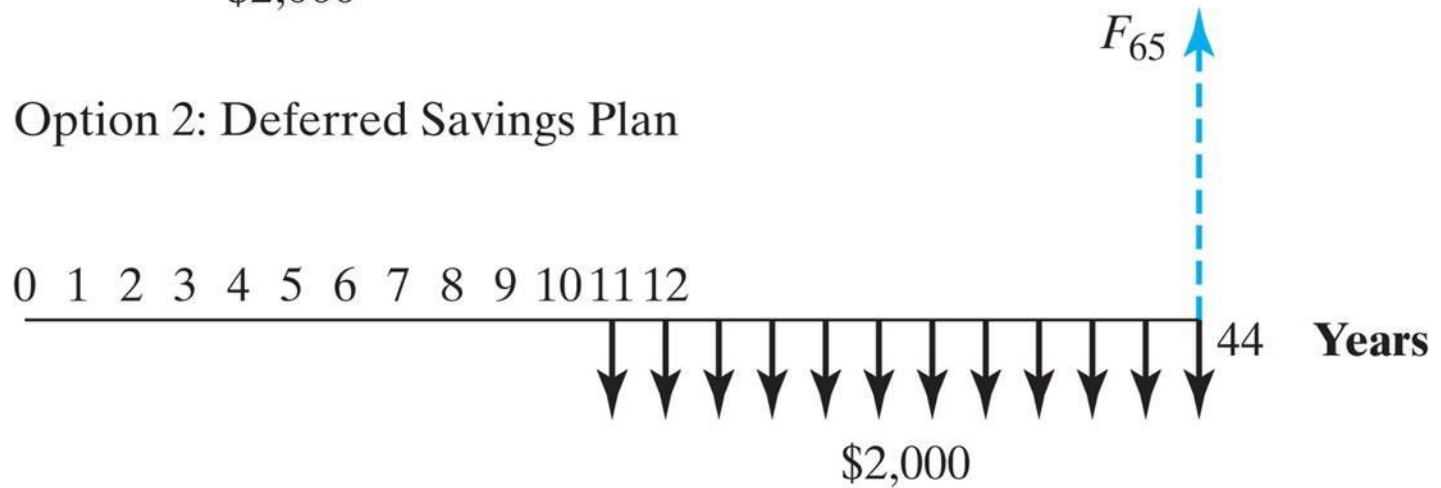 F65
Option 2: Deferred Savings Plan
0 1 2 3 4 5 6 7 8 9 10 11 12
44 Years
$2,000